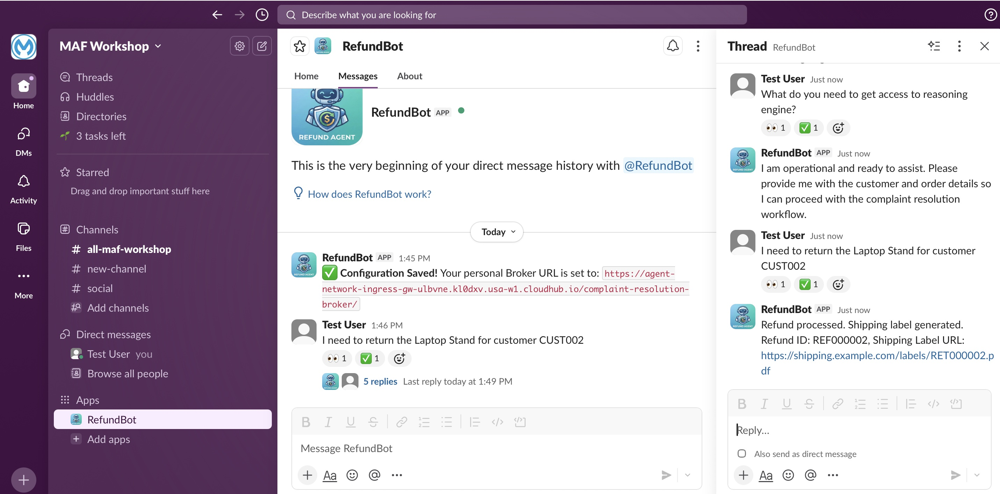 Describe what you are looking for
MAF Workshop
Threads
Huddles
Directories
3 tasks left
Starred
Drag and drop important stuff here
Channels
all-maf-workshop
new-channel
social
Add channels
Direct messages
Test User you
Browse all people
Apps
RefundBot
Add apps
Home
DMs
Activity
Files
More
RefundBot
Home Messages About
REFUND AGENT
RefundBot APP
This is the very beginning of your direct message history with @RefundBot
How does RefundBot work?
Today
RefundBot APP 1:45 PM
✅ Configuration Saved! Your personal Broker URL is set to: https://agent-
network-ingress-gw-ulbvne.kl0dxv.usa-w1.cloudhub.io/complaint-resolution-
broker/
Test User 1:46 PM
I need to return the Laptop Stand for customer CUST002
👀 1 ✅ 1
5 replies Last reply today at 1:49 PM
Message RefundBot
Aa
Thread RefundBot
Test User Just now
What do you need to get access to reasoning
engine?
👀 1 ✅ 1
RefundBot APP Just now
I am operational and ready to assist. Please
provide me with the customer and order details so
I can proceed with the complaint resolution
workflow.
Test User Just now
I need to return the Laptop Stand for customer
CUST002
👀 1 ✅ 1
RefundBot APP Just now
Refund processed. Shipping label generated.
Refund ID: REF000002, Shipping Label URL:
https://shipping.example.com/labels/RET000002.p
df
Reply...
Also send as direct message
Aa